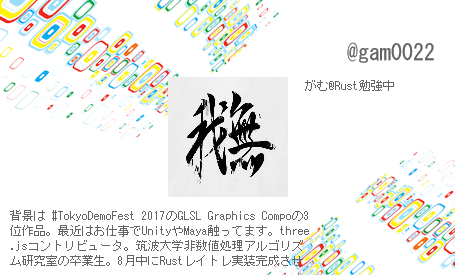 @gam0022
がむ@Rust勉強中
我無
背景は #TokyoDemoFest 2017のGLSL Graphics Compoの3
位作品。最近はお仕事でUnityやMaya触ってます。three
.jsコントリビュータ。筑波大学非数値処理アルゴリズ
ム研究室の卒業生。8月中にRustレイトレ実装完成させ